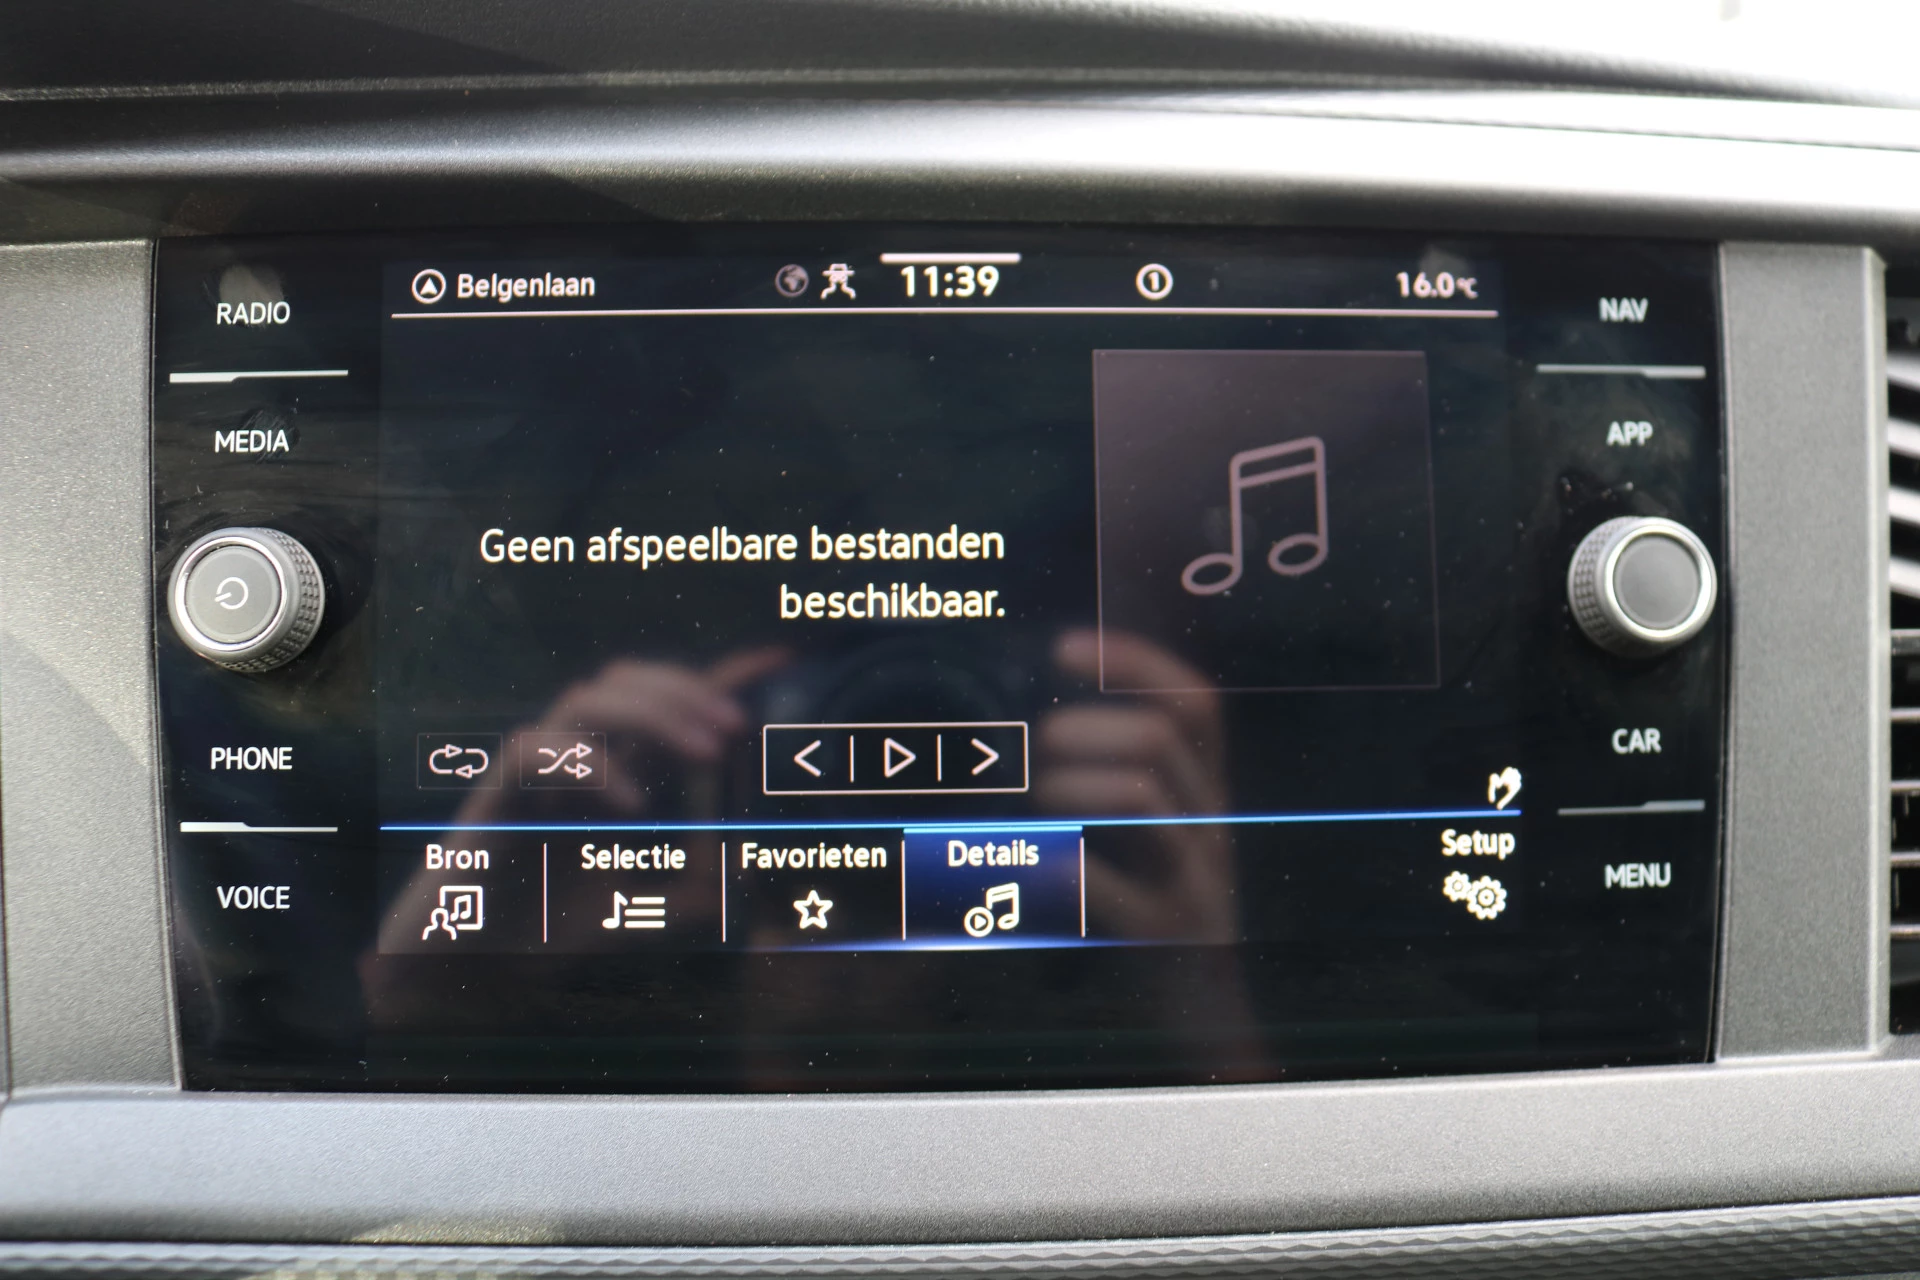 RADIO
MEDIA
PHONE
VOICE
Belgenlaan
11:39
1
16.0°C
Geen afspeelbare bestanden
beschikbaar.
Bron
Selectie
Favorieten
Details
Setup
NAV
APP
CAR
MENU